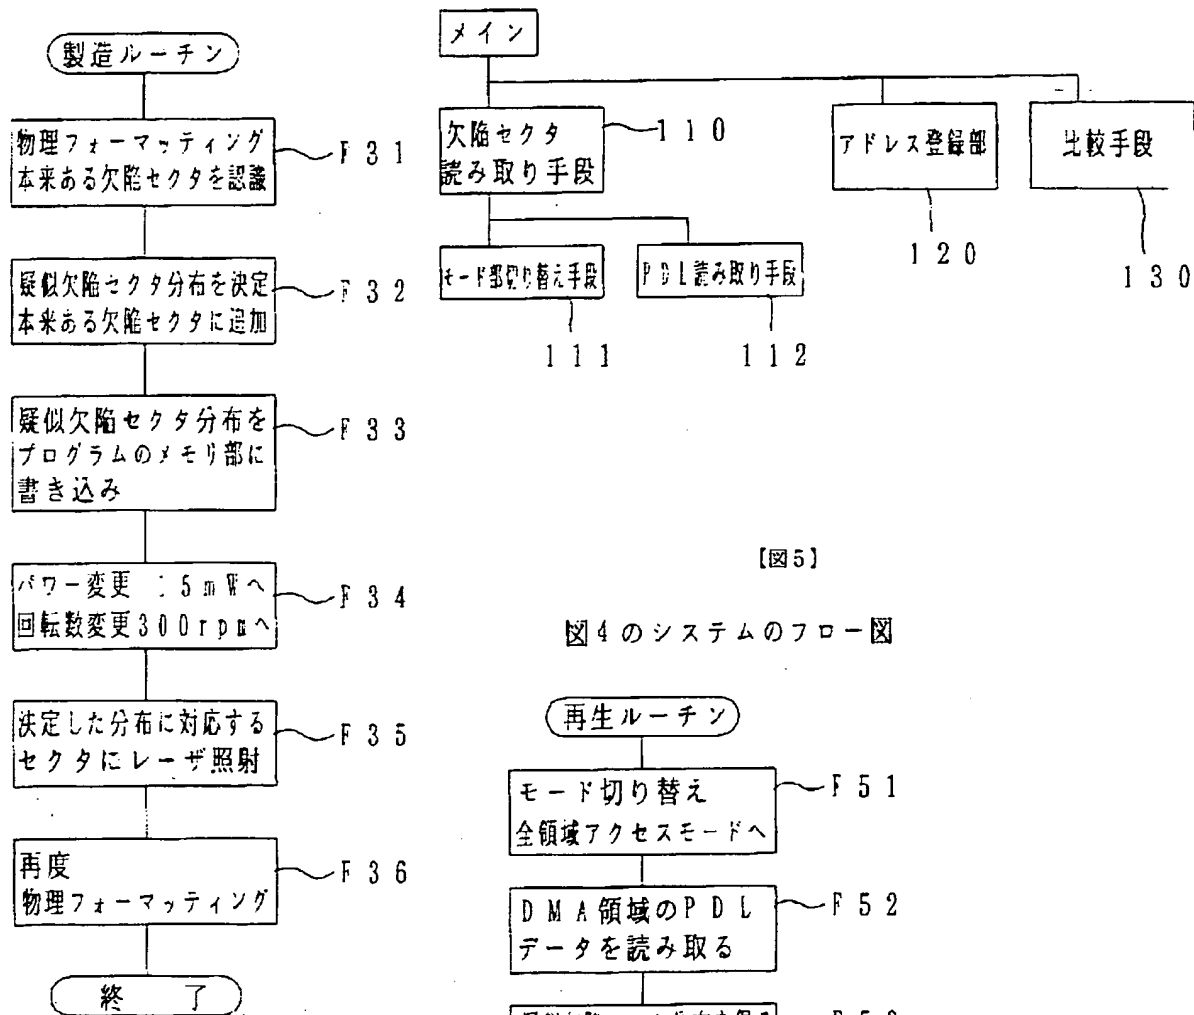 製造ルーチン
物理フォーマッティング
本来ある欠陥セクタを認識
F31
疑似欠陥セクタ分布を決定
本来ある欠陥セクタに追加
F32
疑似欠陥セクタ分布を
プログラムのメモリ部に
書き込み
F33
パワー変更 5mWへ
回転数変更300rpmへ
F34
決定した分布に対応する
セクタにレーザ照射
F35
再度
物理フォーマッティング
F36
終 了
メイン
欠陥セクタ
読み取り手段
110
アドレス登録部
120
比較手段
130
モード部切り替え手段
111
PDL読み取り手段
112
【図5】
図4のシステムのフロー図
再生ルーチン
モード切り替え
全領域アクセスモードへ
F51
DMA領域のPDL
データを読み取る
F52